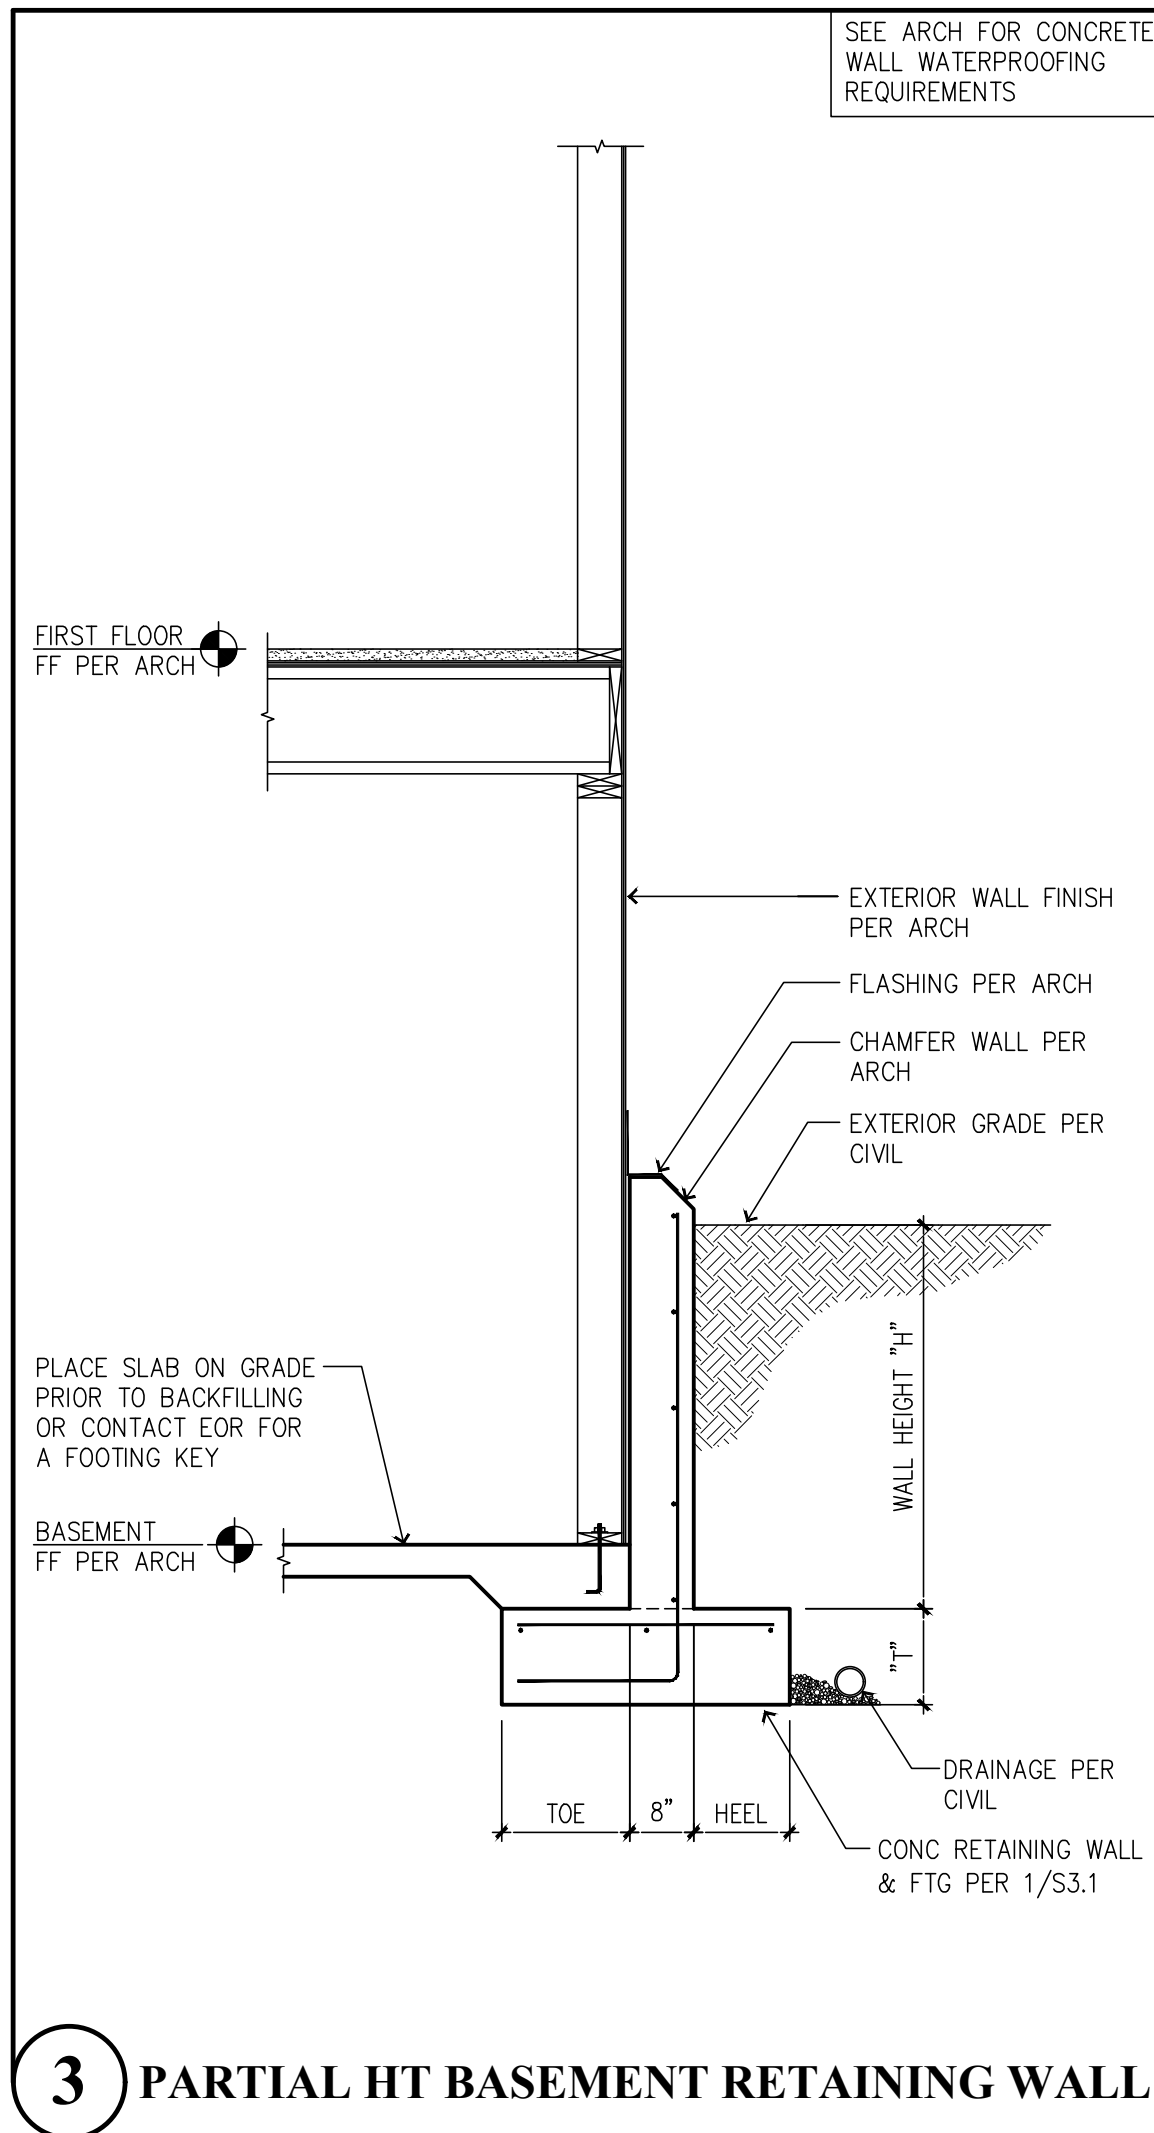 SEE ARCH FOR CONCRETE
WALL WATERPROOFING
REQUIREMENTS
FIRST FLOOR
FF PER ARCH
EXTERIOR WALL FINISH
PER ARCH
FLASHING PER ARCH
CHAMFER WALL PER
ARCH
EXTERIOR GRADE PER
CIVIL
WALL HEIGHT "H"
PLACE SLAB ON GRADE
PRIOR TO BACKFILLING
OR CONTACT EOR FOR
A FOOTING KEY
BASEMENT
FF PER ARCH
"T"
DRAINAGE PER
CIVIL
TOE
8"
HEEL
CONC RETAINING WALL
& FTG PER 1/S3.1
3
PARTIAL HT BASEMENT RETAINING WALL